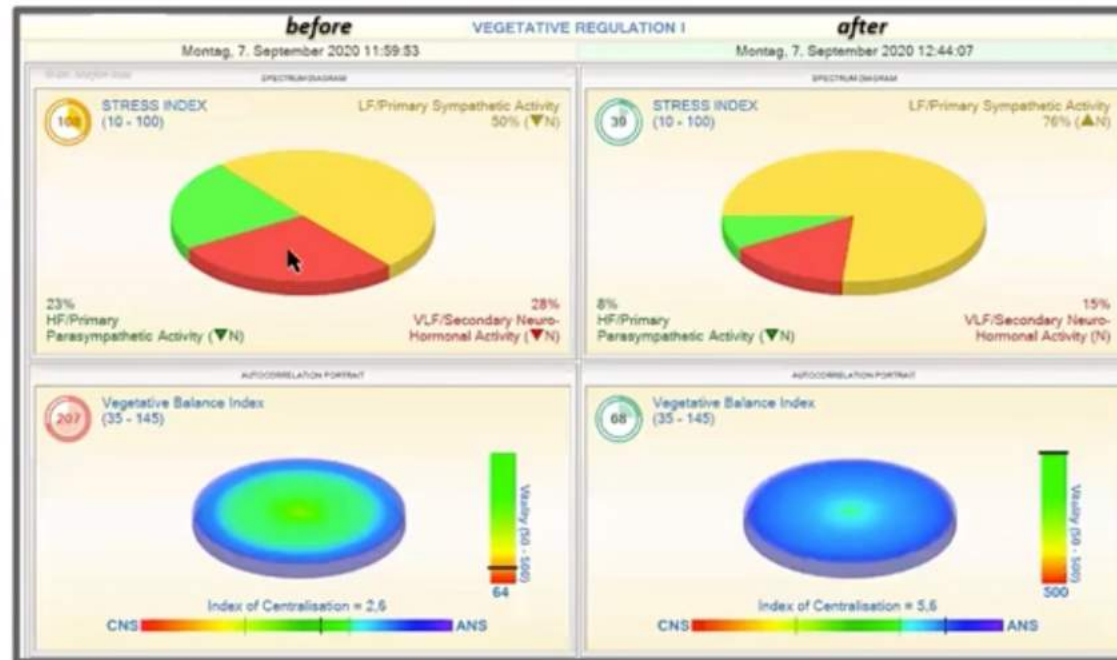 before VEGETATIVE REGULATION I after
Montag, 7. September 2020 11:59:53
Montag, 7. September 2020 12:44:07
SPECTRUM DIAGRAM
STRESS INDEX
(10 - 100)
108
LF/Primary Sympathetic Activity
50% (▼N)
23%
HF/Primary
Parasympathetic Activity (▼N)
28%
VLF/Secondary Neuro-
Hormonal Activity (▼N)
SPECTRUM DIAGRAM
STRESS INDEX
(10 - 100)
39
LF/Primary Sympathetic Activity
76% (▲N)
8%
HF/Primary
Parasympathetic Activity (▼N)
15%
VLF/Secondary Neuro-
Hormonal Activity (N)
AUTOCORRELATION PORTRAIT
Vegetative Balance Index
(35 - 145)
207
Vitality (50 - 500)
64
Index of Centralisation = 2,6
CNS ANS
AUTOCORRELATION PORTRAIT
Vegetative Balance Index
(35 - 145)
68
Vitality (50 - 500)
500
Index of Centralisation = 5,6
CNS ANS